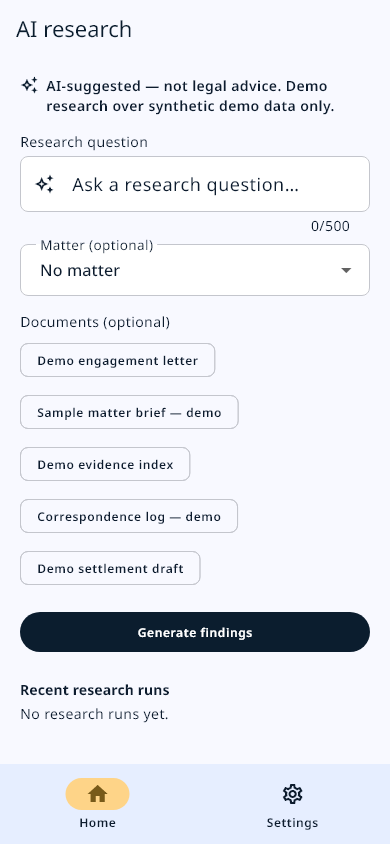 AI research
AI-suggested — not legal advice. Demo
research over synthetic demo data only.
Research question
Ask a research question...
0/500
Matter (optional)
No matter
Documents (optional)
Demo engagement letter
Sample matter brief — demo
Demo evidence index
Correspondence log — demo
Demo settlement draft
Generate findings
Recent research runs
No research runs yet.
Home
Settings